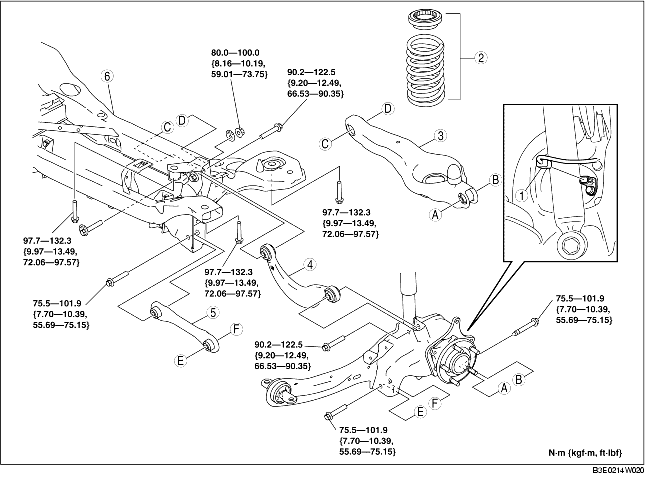 80.0—100.0
{8.16—10.19,
59.01—73.75}
90.2—122.5
{9.20—12.49,
66.53—90.35}
2
6
C
D
D
3
C
B
A
1
97.7—132.3
{9.97—13.49,
72.06—97.57}
97.7—132.3
{9.97—13.49,
72.06—97.57}
97.7—132.3
{9.97—13.49,
72.06—97.57}
4
75.5—101.9
{7.70—10.39,
55.69—75.15}
5
F
E
75.5—101.9
{7.70—10.39,
55.69—75.15}
90.2—122.5
{9.20—12.49,
66.53—90.35}
B
A
F
E
75.5—101.9
{7.70—10.39,
55.69—75.15}
N·m {kgf·m, ft·lbf}
B3E0214W020